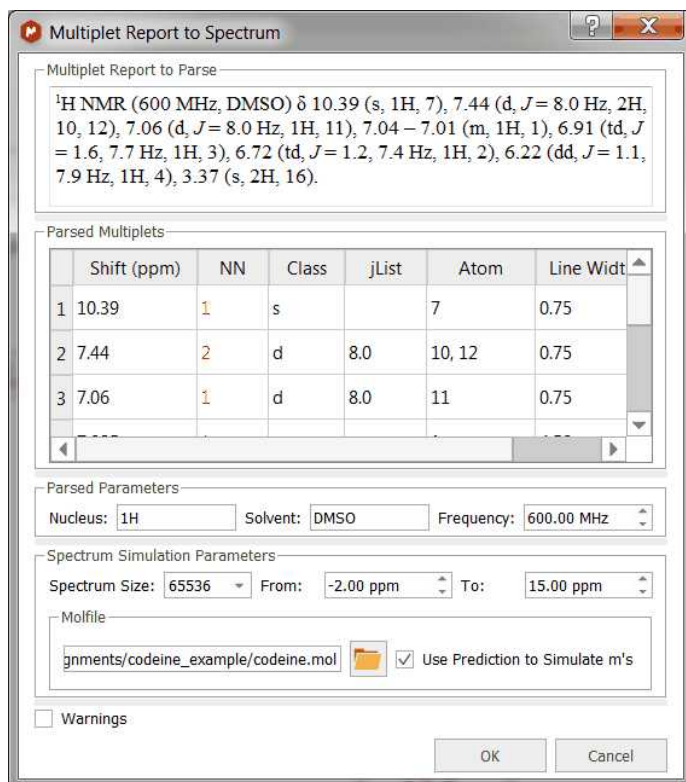 Multiplet Report to Spectrum
Multiplet Report to Parse
¹H NMR (600 MHz, DMSO) δ 10.39 (s, 1H, 7), 7.44 (d, J = 8.0 Hz, 2H,
10, 12), 7.06 (d, J = 8.0 Hz, 1H, 11), 7.04 – 7.01 (m, 1H, 1), 6.91 (td, J
= 1.6, 7.7 Hz, 1H, 3), 6.72 (td, J = 1.2, 7.4 Hz, 1H, 2), 6.22 (dd, J = 1.1,
7.9 Hz, 1H, 4), 3.37 (s, 2H, 16).
Parsed Multiplets
Shift (ppm) NN Class jList Atom Line Widt
1 10.39 1 s 7 0.75
2 7.44 2 d 8.0 10, 12 0.75
3 7.06 1 d 8.0 11 0.75
Parsed Parameters
Nucleus: 1H Solvent: DMSO Frequency: 600.00 MHz
Spectrum Simulation Parameters
Spectrum Size: 65536 From: -2.00 ppm To: 15.00 ppm
Molfile
gnments/codeine_example/codeine.mol Use Prediction to Simulate m's
Warnings
OK Cancel